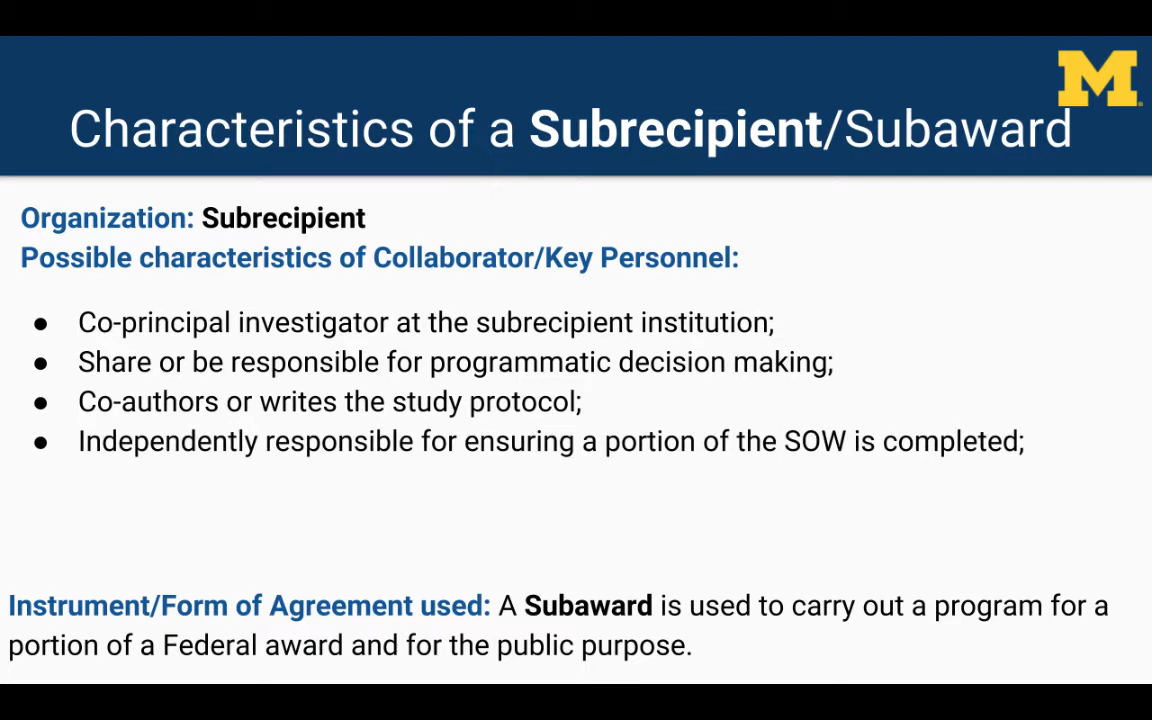 M
Characteristics of a Subrecipient/Subaward
Organization: Subrecipient
Possible characteristics of Collaborator/Key Personnel:
● Co-principal investigator at the subrecipient institution;
● Share or be responsible for programmatic decision making;
● Co-authors or writes the study protocol;
● Independently responsible for ensuring a portion of the SOW is completed;
Instrument/Form of Agreement used: A Subaward is used to carry out a program for a
portion of a Federal award and for the public purpose.